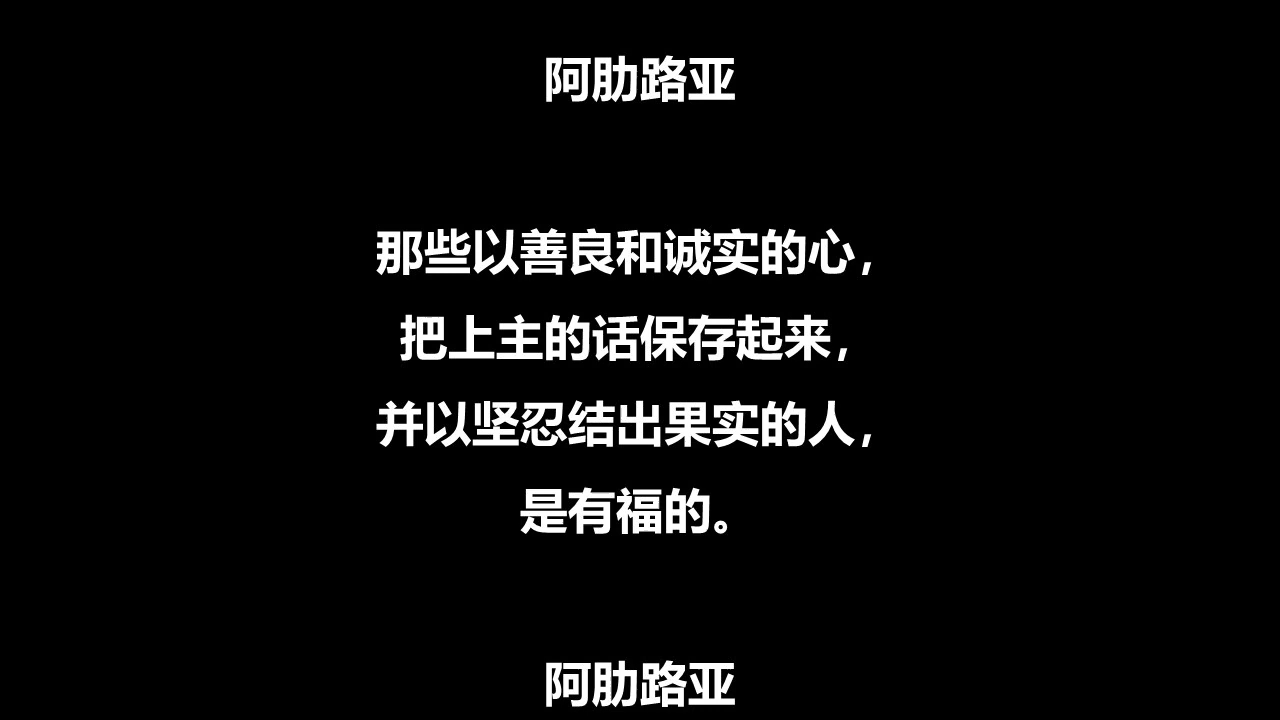 阿肋路亚
那些以善良和诚实的心，
把上主的话保存起来，
并以坚忍结出果实的人，
是有福的。
阿肋路亚